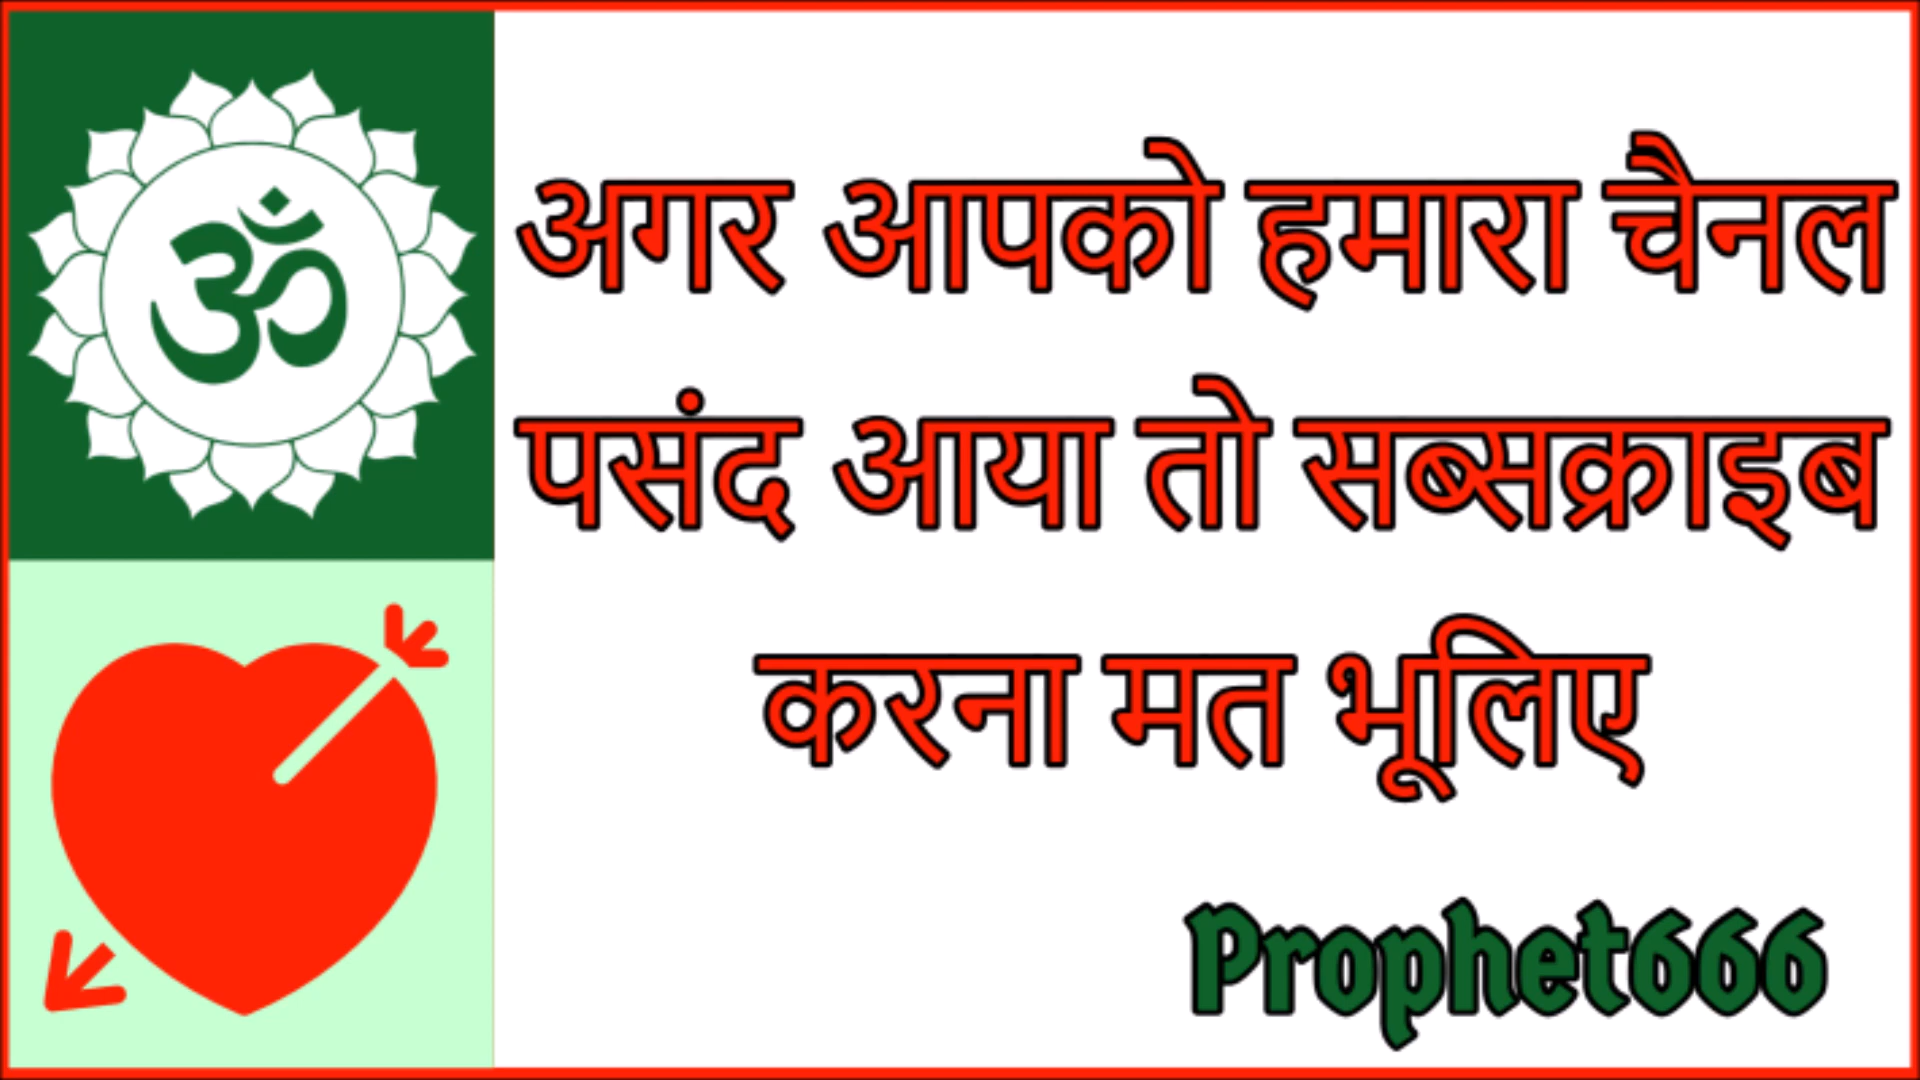 ॐ
अगर आपको हमारा चैनल
पसंद आया तो सब्सक्राइब
करना मत भूलिए
Prophet666